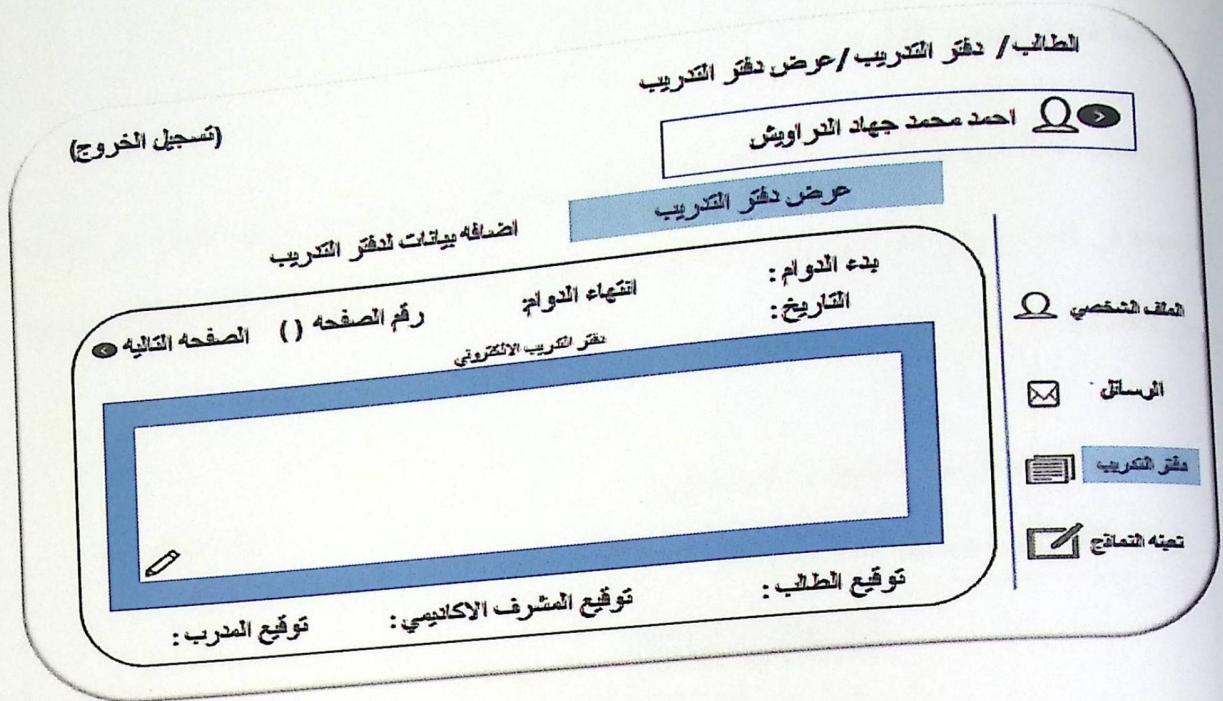 الطالب/ دفتر التدريب/عرض دفتر التدريب
احمد محمد جهاد الدراويش
(تسجيل الخروج)
عرض دفتر التدريب
اضافه بيانات لدفتر التدريب
بدء الدوام :
انتهاء الدوام:
رقم الصفحه ( )
الصفحه التاليه
التاريخ :
دفتر التدريب الالكتروني
توقيع الطالب :
توقيع المشرف الاكاديمي :
توقيع المدرب :
الملف الشخصي
الرسائل
دفتر التدريب
تعبئه النماذج